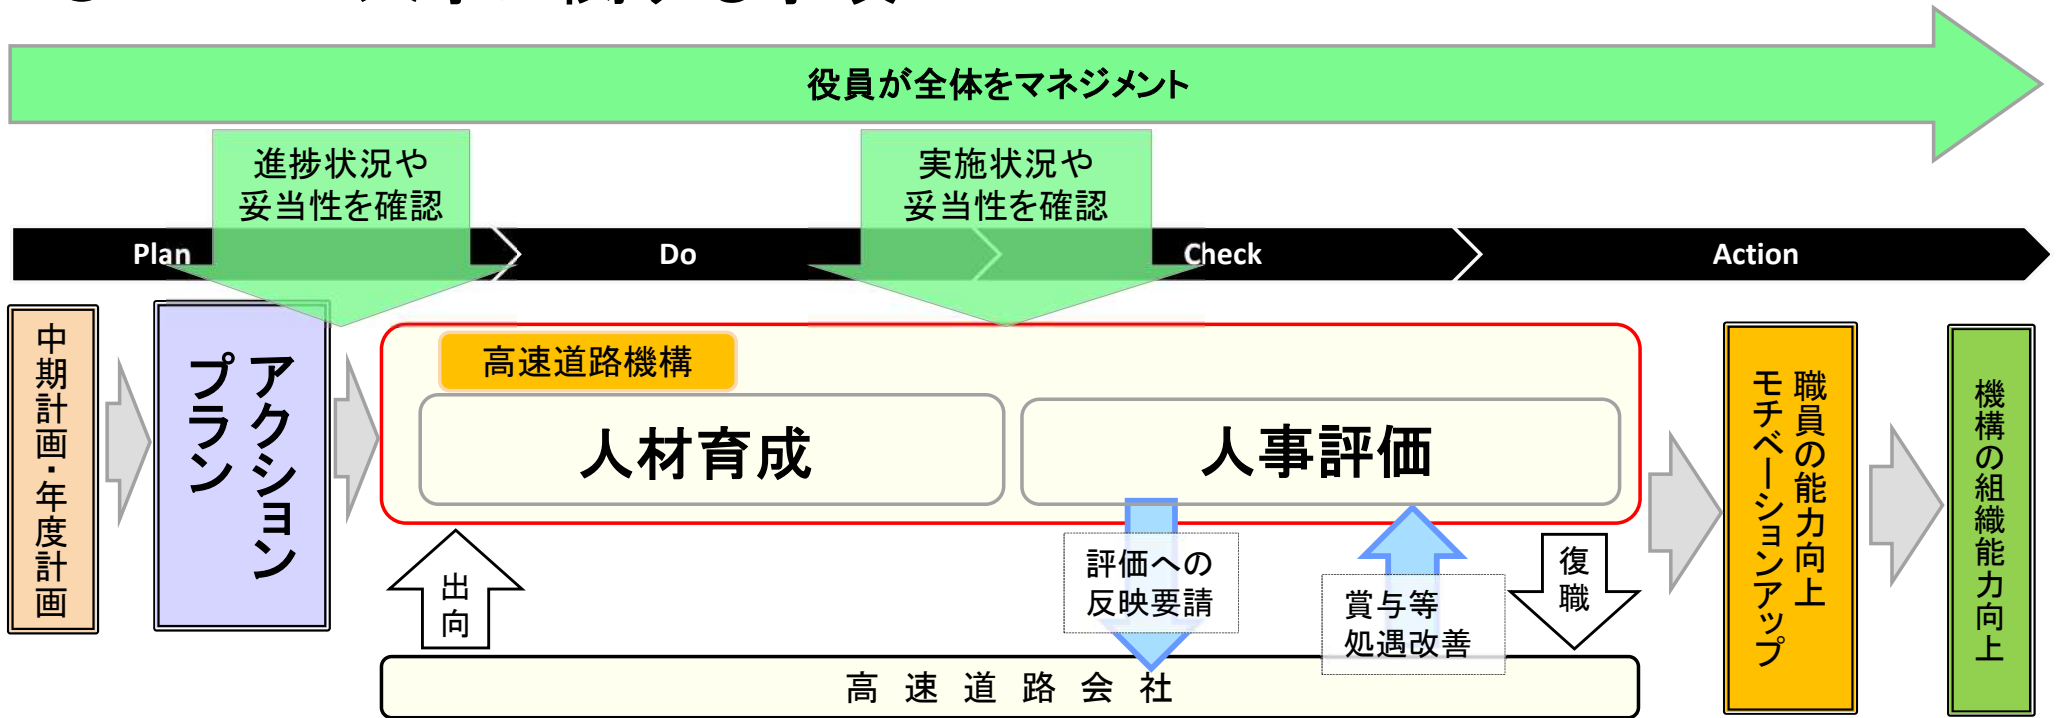 役員が全体をマネジメント
進捗状況や
妥当性を確認
実施状況や
妥当性を確認
Plan
Do
Check
Action
中期計画・年度計画
アクション
プラン
高速道路機構
人材育成
人事評価
職員の能力向上
モチベーションアップ
機構の組織能力向上
出向
評価への
反映要請
賞与等
処遇改善
復職
高速道路会社